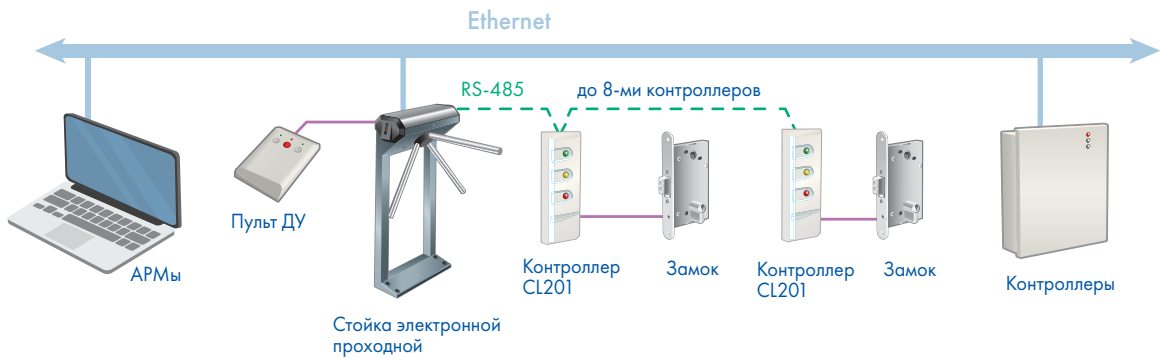 Ethernet
RS-485
до 8-ми контроллеров
Пульт ДУ
АРМы
Стойка электронной
проходной
Контроллер
CL201
Замок
Контроллер
CL201
Замок
Контроллеры